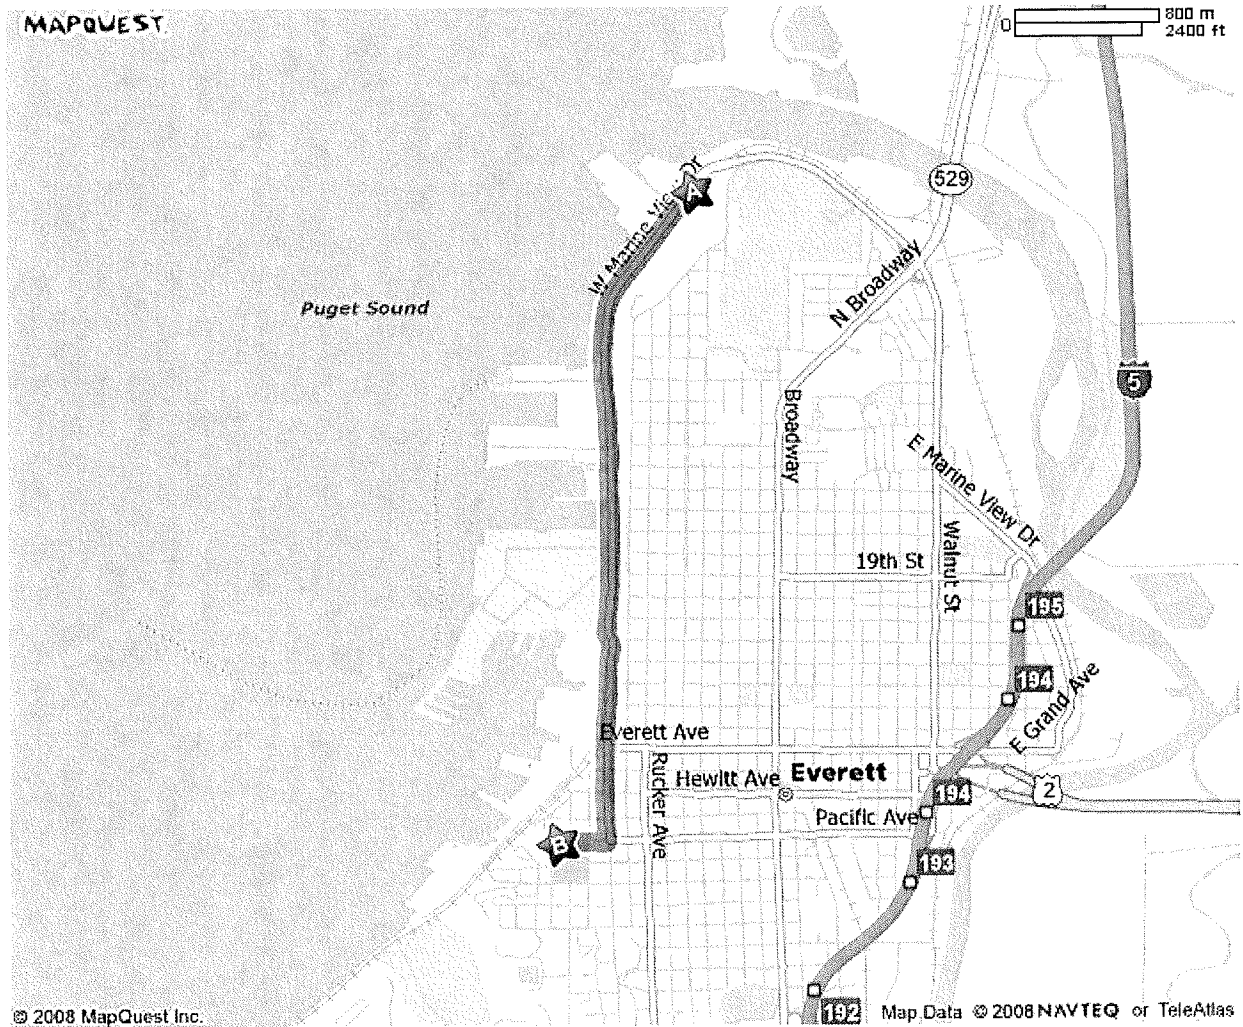 MAPQUEST
0
800 m
2400 ft
W Marine View Dr
A
529
N Broadway
Puget Sound
5
Broadway
E Marine View Dr
Walnut St
19th St
195
194
E Grand Ave
Everett Ave
Rucker Ave
Hewitt Ave
Everett
2
194
Pacific Ave
B
193
192
© 2008 MapQuest Inc.
Map Data © 2008 NAVTEQ or TeleAtlas